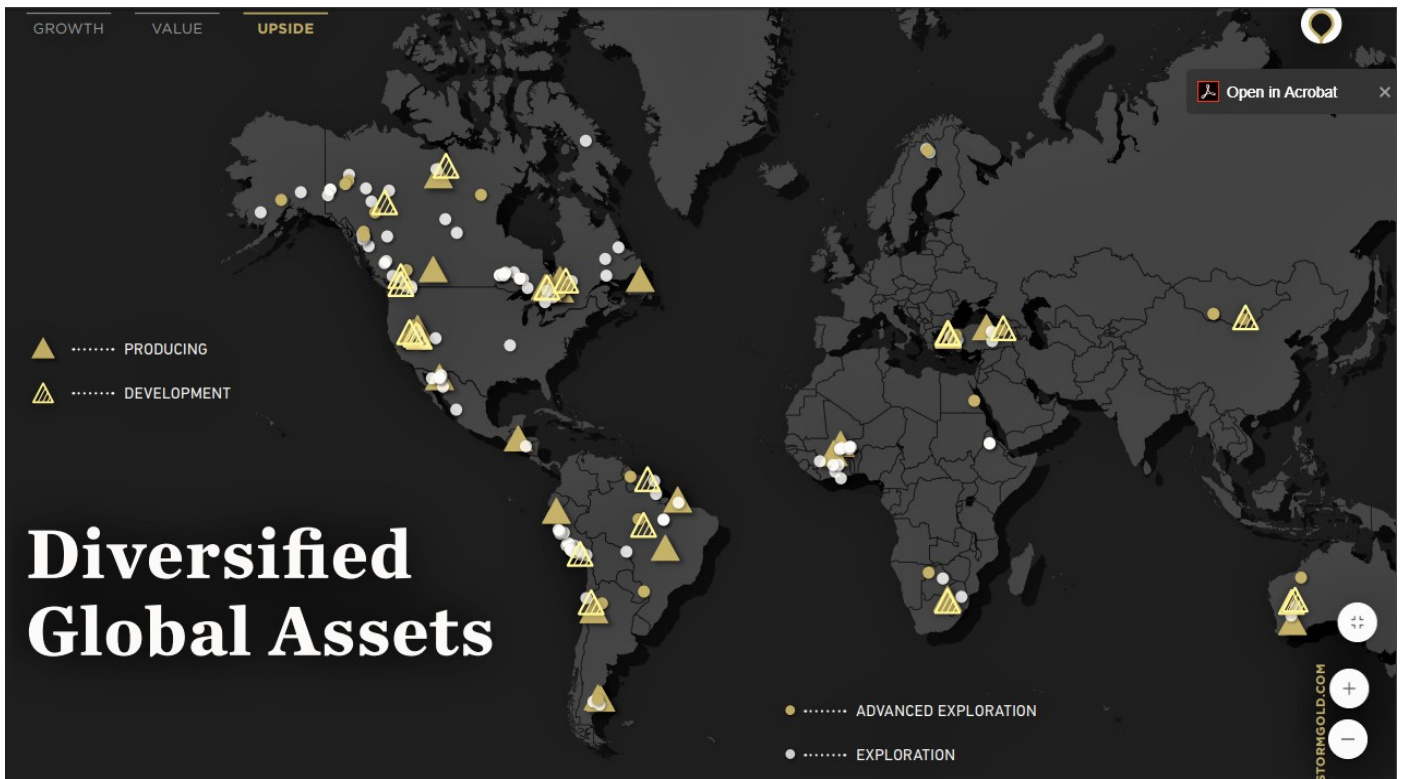 GROWTH VALUE UPSIDE
Open in Acrobat
PRODUCING
DEVELOPMENT
Diversified
Global Assets
ADVANCED EXPLORATION
EXPLORATION
STORMGOLD.COM